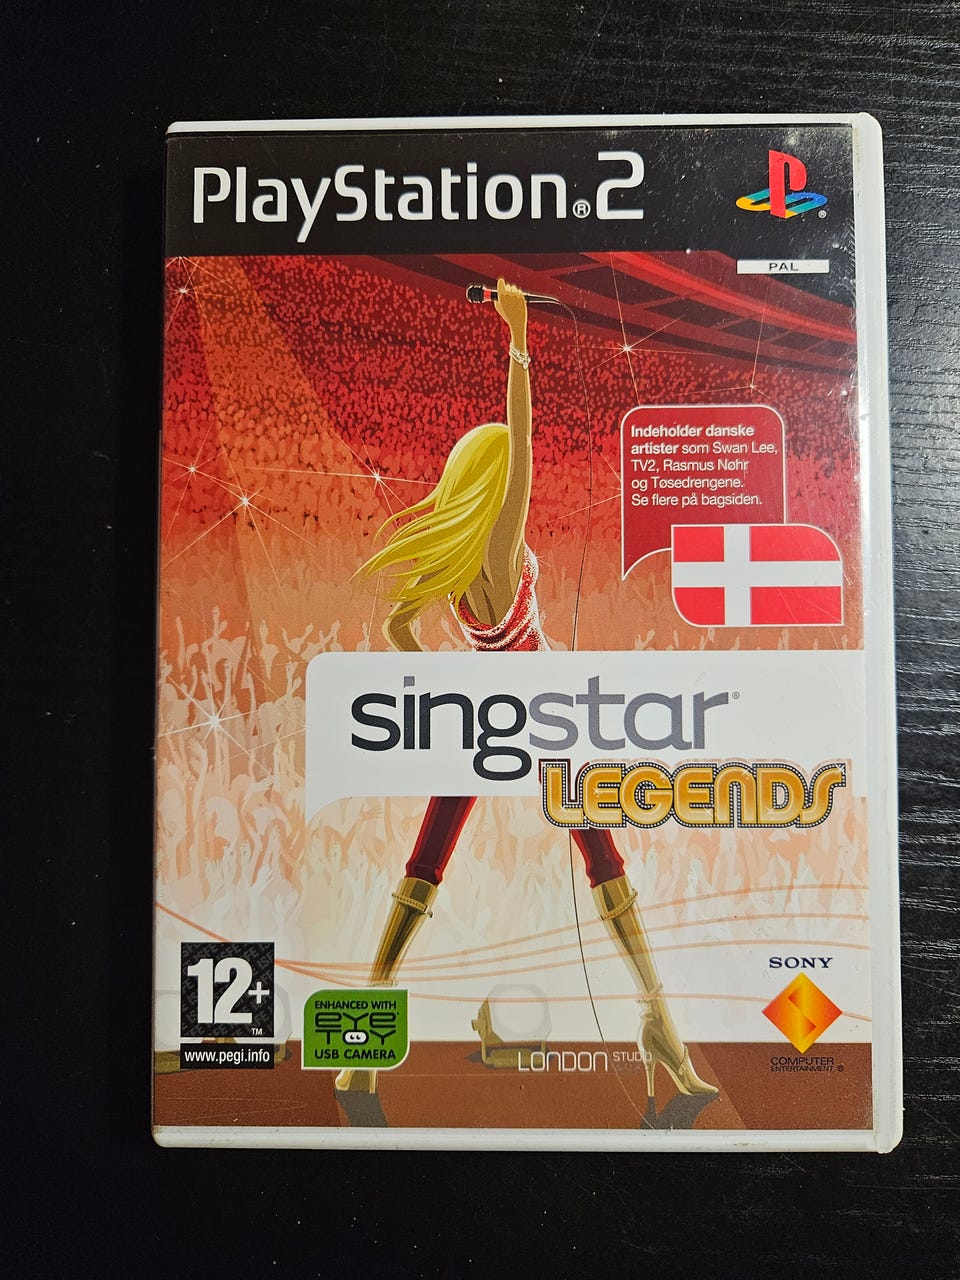 PlayStation®2
PAL
Indeholder danske
artister som Swan Lee,
TV2, Rasmus Nøhr
og Tøsedrengene.
Se flere på bagsiden.
singstar®
LEGENDS
12+
TM
www.pegi.info
ENHANCED WITH
EYE
TOY
USB CAMERA
LONDON STUDIO
SONY
COMPUTER
ENTERTAINMENT ®